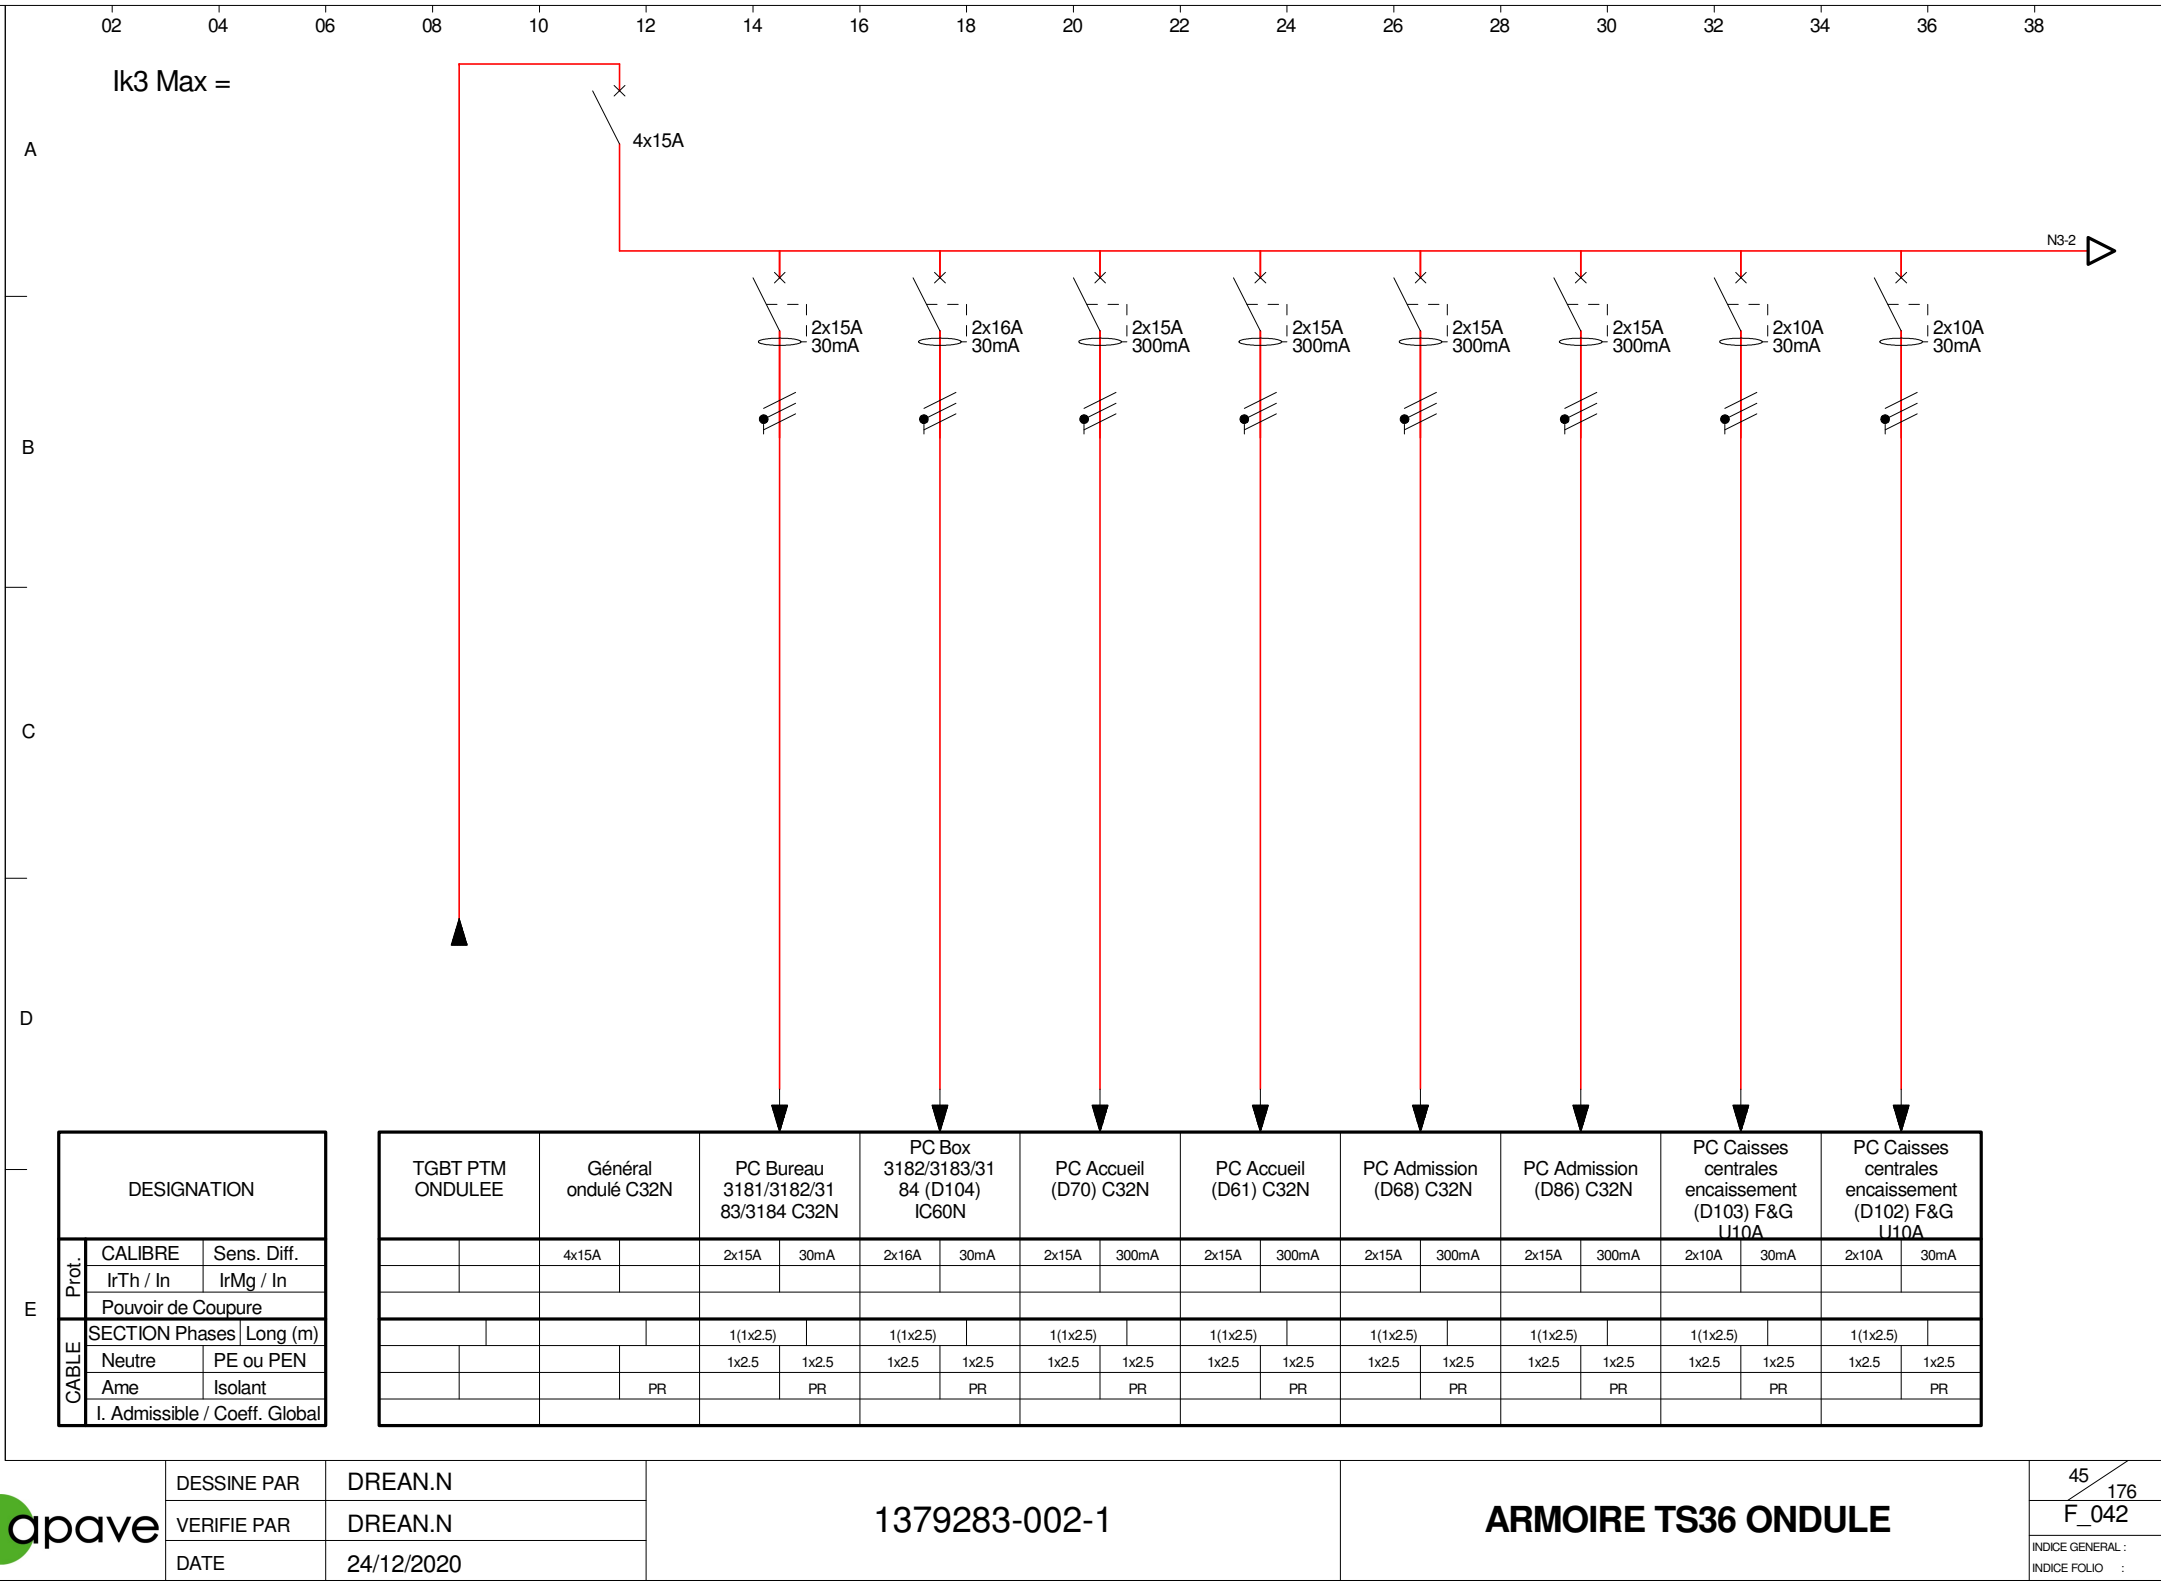 02 04 06 08 10 12 14 16 18 20 22 24 26 28 30 32 34 36 38
Ik3 Max =
A
4x15A
N3-2
2x15A 2x16A 2x15A 2x15A 2x15A 2x15A 2x10A 2x10A
30mA 30mA 300mA 300mA 300mA 300mA 30mA 30mA
B
C
D
E
DESIGNATION
TGBT PTM
ONDULEE
Général
ondulé C32N
PC Bureau
3181/3182/31
83/3184 C32N
PC Box
3182/3183/31
84 (D104)
IC60N
PC Accueil
(D70) C32N
PC Accueil
(D61) C32N
PC Admission
(D68) C32N
PC Admission
(D86) C32N
PC Caisses
centrales
encaissement
(D103) F&G
U10A
PC Caisses
centrales
encaissement
(D102) F&G
U10A
Prot.
CALIBRE Sens. Diff. 4x15A 2x15A 30mA 2x16A 30mA 2x15A 300mA 2x15A 300mA 2x15A 300mA 2x15A 300mA 2x10A 30mA 2x10A 30mA
IrTh / In IrMg / In
Pouvoir de Coupure
CABLE
SECTION Phases Long (m) 1(1x2.5) 1(1x2.5) 1(1x2.5) 1(1x2.5) 1(1x2.5) 1(1x2.5) 1(1x2.5) 1(1x2.5)
Neutre PE ou PEN 1x2.5 1x2.5 1x2.5 1x2.5 1x2.5 1x2.5 1x2.5 1x2.5 1x2.5 1x2.5 1x2.5 1x2.5 1x2.5 1x2.5 1x2.5 1x2.5
Ame Isolant PR PR PR PR PR PR PR PR PR
I. Admissible / Coeff. Global
apave
DESSINE PAR DREAN.N
VERIFIE PAR DREAN.N
DATE 24/12/2020
1379283-002-1
ARMOIRE TS36 ONDULE
45
176
F_042
INDICE GENERAL :
INDICE FOLIO :